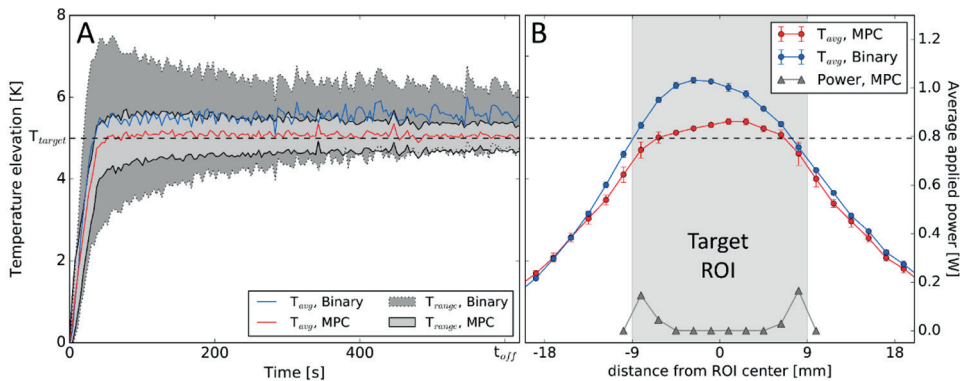 A
Temperature elevation [K]
8
6
T_target
4
2
0
T_avg, Binary
T_avg, MPC
T_range, Binary
T_range, MPC
0
200
400
t_off
Time [s]
B
T_avg, MPC
T_avg, Binary
Power, MPC
Target
ROI
1.2
1.0
0.8
0.6
0.4
0.2
0.0
Average applied power [W]
-18
-9
0
9
18
distance from ROI center [mm]